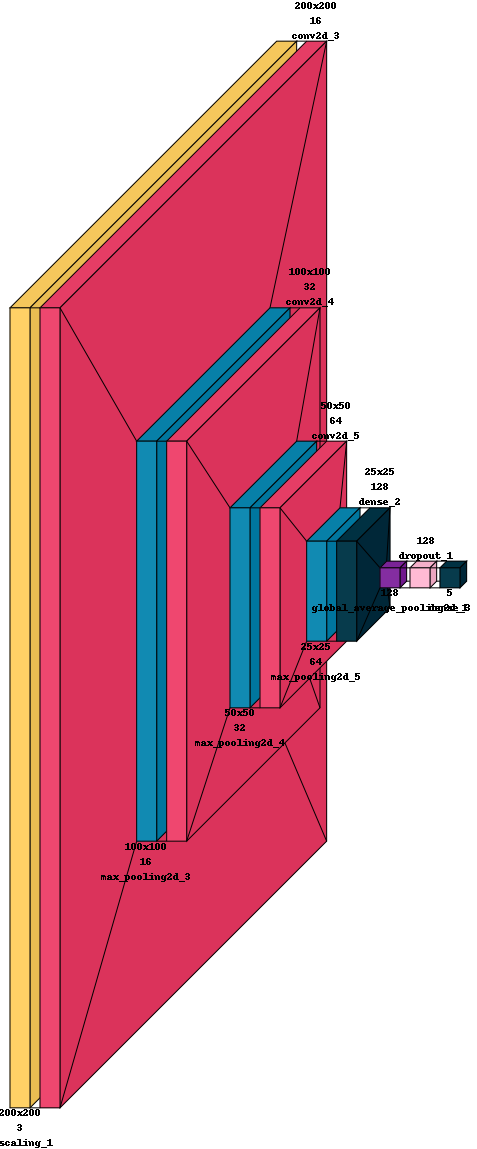 200x200
16
conv2d_3
100x100
32
conv2d_4
50x50
64
conv2d_5
25x25
128
dense_2
128
dropout_1
128
global_average_pooling2d_1
5
25x25
64
max_pooling2d_5
50x50
32
max_pooling2d_4
100x100
16
max_pooling2d_3
200x200
3
scaling_1